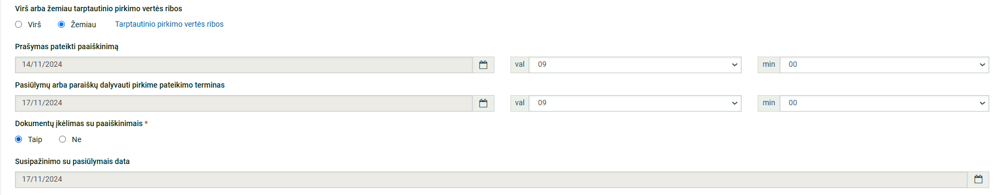 Virš arba žemiau tarptautinio pirkimo vertės ribos
Virš Žemiau Tarptautinio pirkimo vertės ribos
Prašymas pateikti paaiškinimą
14/11/2024 val 09 min 00
Pasiūlymų arba paraiškų dalyvauti pirkime pateikimo terminas
17/11/2024 val 09 min 00
Dokumentų įkėlimas su paaiškinimais *
Taip Ne
Susipažinimo su pasiūlymais data
17/11/2024